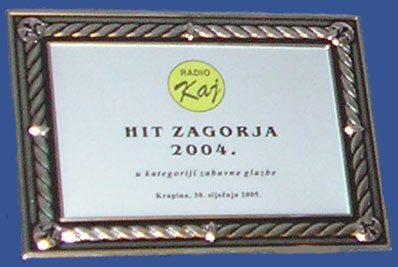 RADIO
Kaj
HIT ZAGORJA
2004.
u kategoriji zabavne glazbe
Krapina, 30. siječnja 2005.